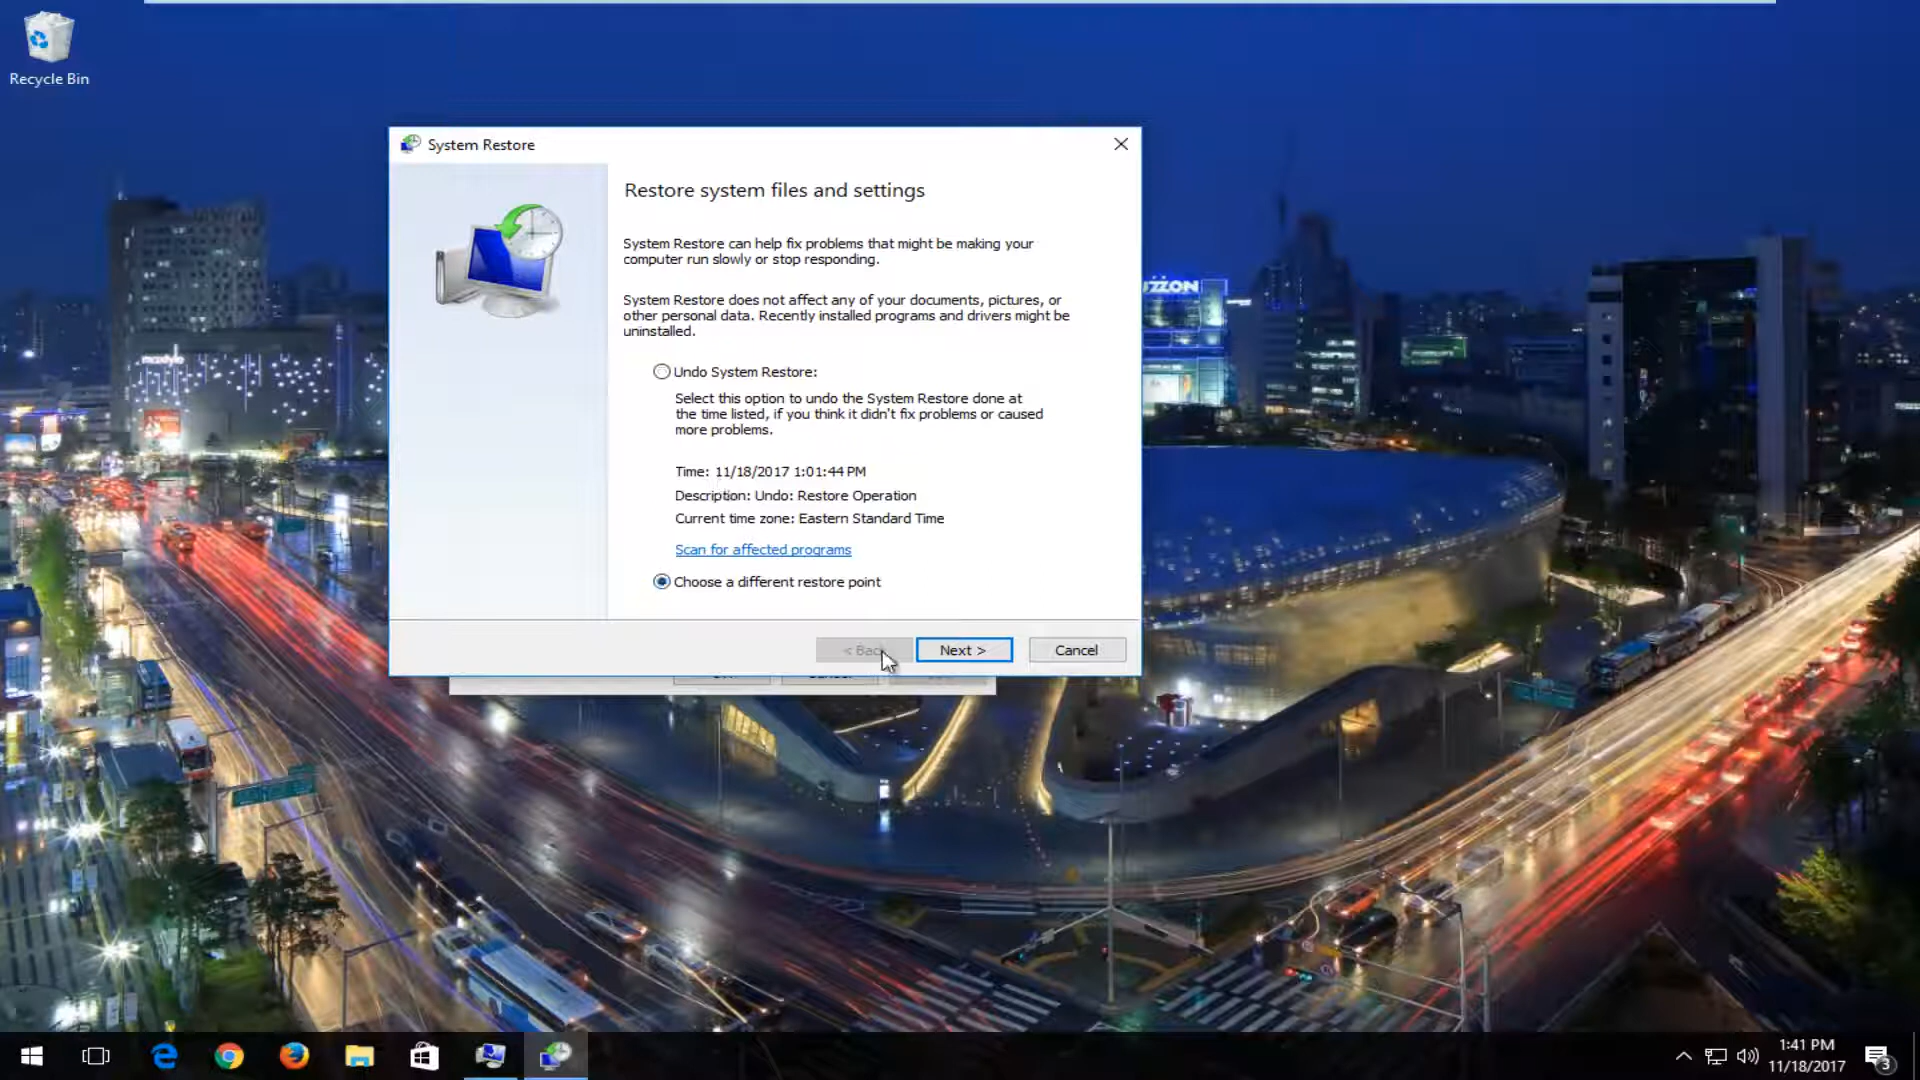 Recycle Bin
System Restore
Restore system files and settings
System Restore can help fix problems that might be making your
computer run slowly or stop responding.
System Restore does not affect any of your documents, pictures, or
other personal data. Recently installed programs and drivers might be
uninstalled.
Undo System Restore:
Select this option to undo the System Restore done at
the time listed, if you think it didn't fix problems or caused
more problems.
Time: 11/18/2017 1:01:44 PM
Description: Undo: Restore Operation
Current time zone: Eastern Standard Time
Scan for affected programs
Choose a different restore point
< Back
Next >
Cancel
1:41 PM
11/18/2017
3